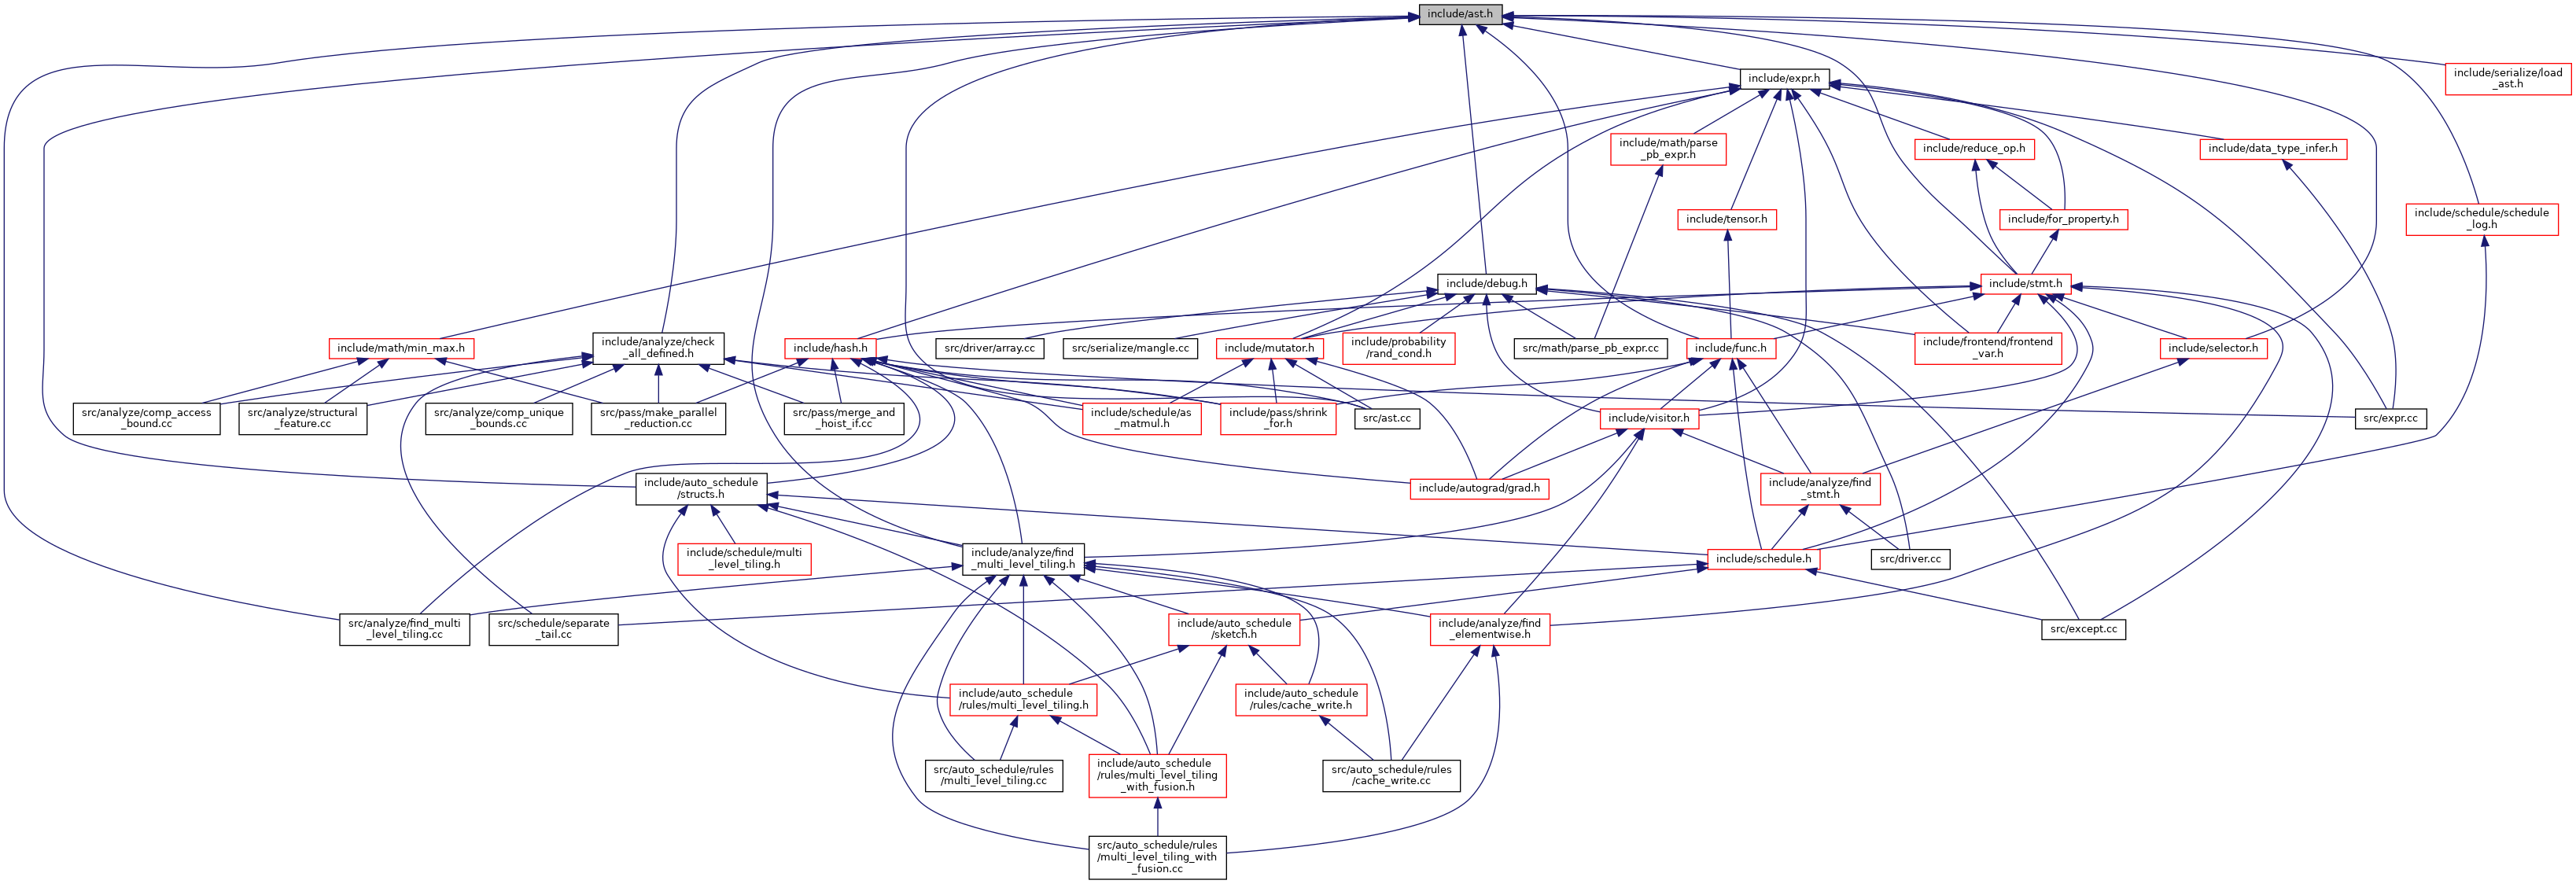 include/ast.h
include/expr.h
include/serialize/load
_ast.h
include/math/parse
_pb_expr.h
include/reduce_op.h
include/data_type_infer.h
include/tensor.h
include/for_property.h
include/schedule/schedule
_log.h
include/debug.h
include/stmt.h
include/math/min_max.h
include/analyze/check
_all_defined.h
include/hash.h
src/driver/array.cc
src/serialize/mangle.cc
include/mutator.h
include/probability
/rand_cond.h
src/math/parse_pb_expr.cc
include/func.h
include/frontend/frontend
_var.h
include/selector.h
src/analyze/comp_access
_bound.cc
src/analyze/structural
_feature.cc
src/analyze/comp_unique
_bounds.cc
src/pass/make_parallel
_reduction.cc
src/pass/merge_and
_hoist_if.cc
include/schedule/as
_matmul.h
include/pass/shrink
_for.h
src/ast.cc
include/visitor.h
src/expr.cc
include/auto_schedule
/structs.h
include/autograd/grad.h
include/analyze/find
_stmt.h
include/schedule/multi
_level_tiling.h
include/analyze/find
_multi_level_tiling.h
include/schedule.h
src/driver.cc
src/analyze/find_multi
_level_tiling.cc
src/schedule/separate
_tail.cc
include/auto_schedule
/sketch.h
include/analyze/find
_elementwise.h
src/except.cc
include/auto_schedule
/rules/multi_level_tiling.h
include/auto_schedule
/rules/cache_write.h
src/auto_schedule/rules
/multi_level_tiling.cc
include/auto_schedule
/rules/multi_level_tiling
_with_fusion.h
src/auto_schedule/rules
/cache_write.cc
src/auto_schedule/rules
/multi_level_tiling_with
_fusion.cc